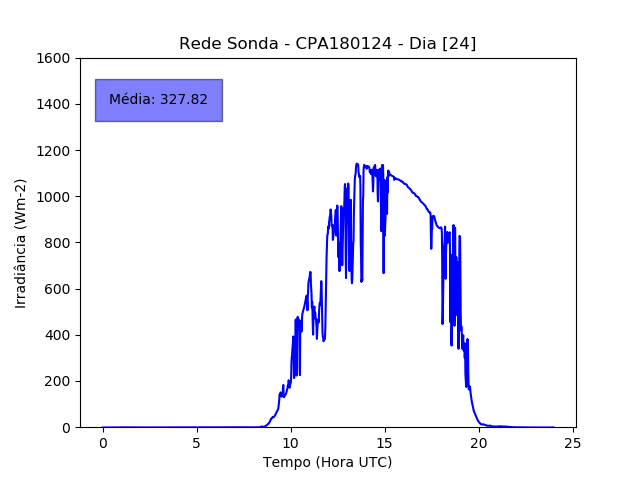 Rede Sonda - CPA180124 - Dia [24]
Média: 327.82
Irradiância (Wm-2)
1600
1400
1200
1000
800
600
400
200
0
0 5 10 15 20 25
Tempo (Hora UTC)